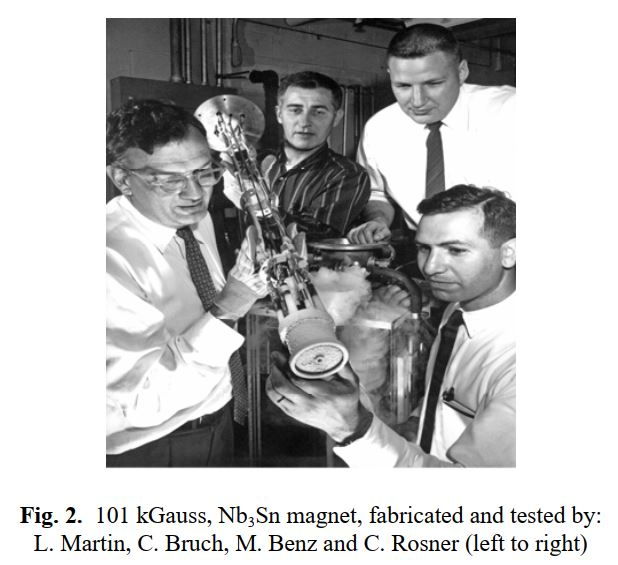 Fig. 2. 101 kGauss, Nb₃Sn magnet, fabricated and tested by:
L. Martin, C. Bruch, M. Benz and C. Rosner (left to right)